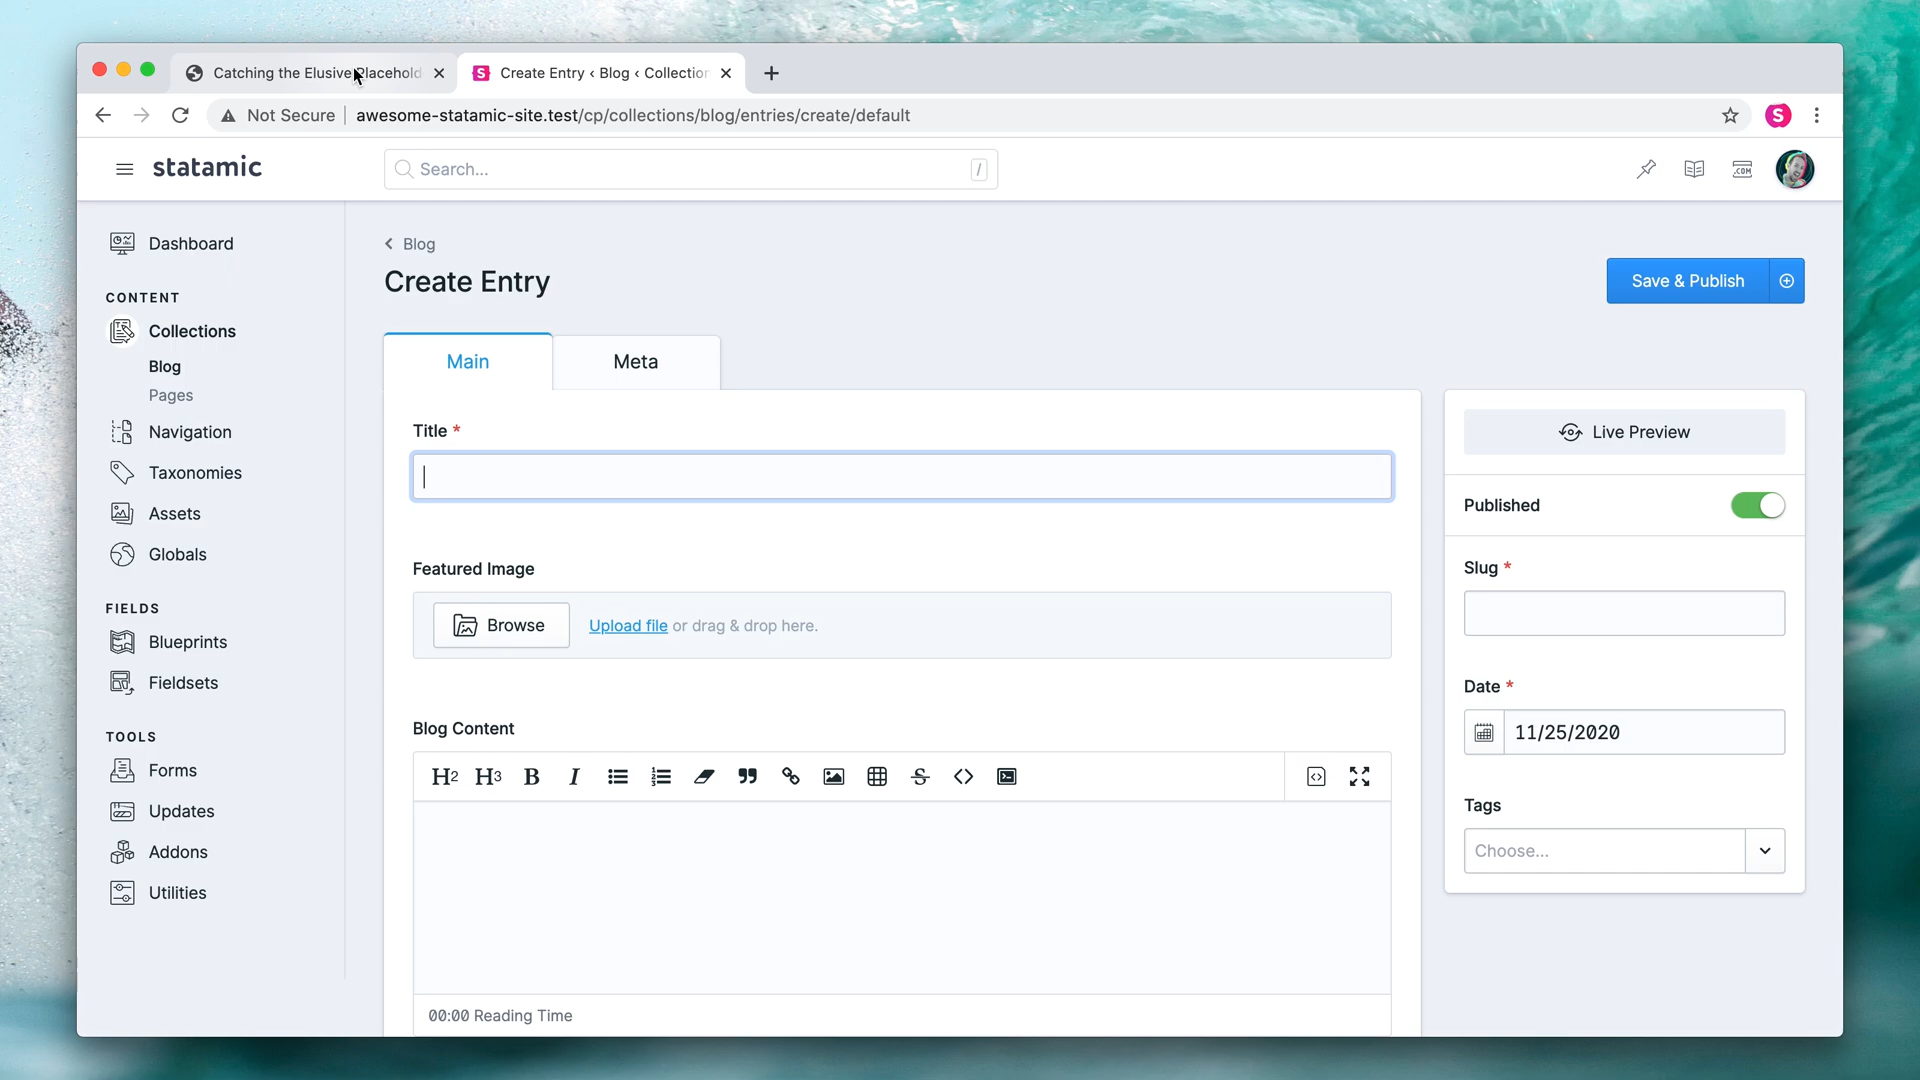 Catching the Elusive Placehold
Create Entry ‹ Blog ‹ Collection
Not Secure awesome-statamic-site.test/cp/collections/blog/entries/create/default
S
statamic
Search...
/
.COM
Dashboard
CONTENT
Collections
Blog
Pages
Navigation
Taxonomies
Assets
Globals
FIELDS
Blueprints
Fieldsets
TOOLS
Forms
Updates
Addons
Utilities
Blog
Create Entry
Save & Publish
Main
Meta
Title *
Featured Image
Browse
Upload file or drag & drop here.
Blog Content
H2 H3 B I S
00:00 Reading Time
Live Preview
Published
Slug *
Date *
11/25/2020
Tags
Choose...